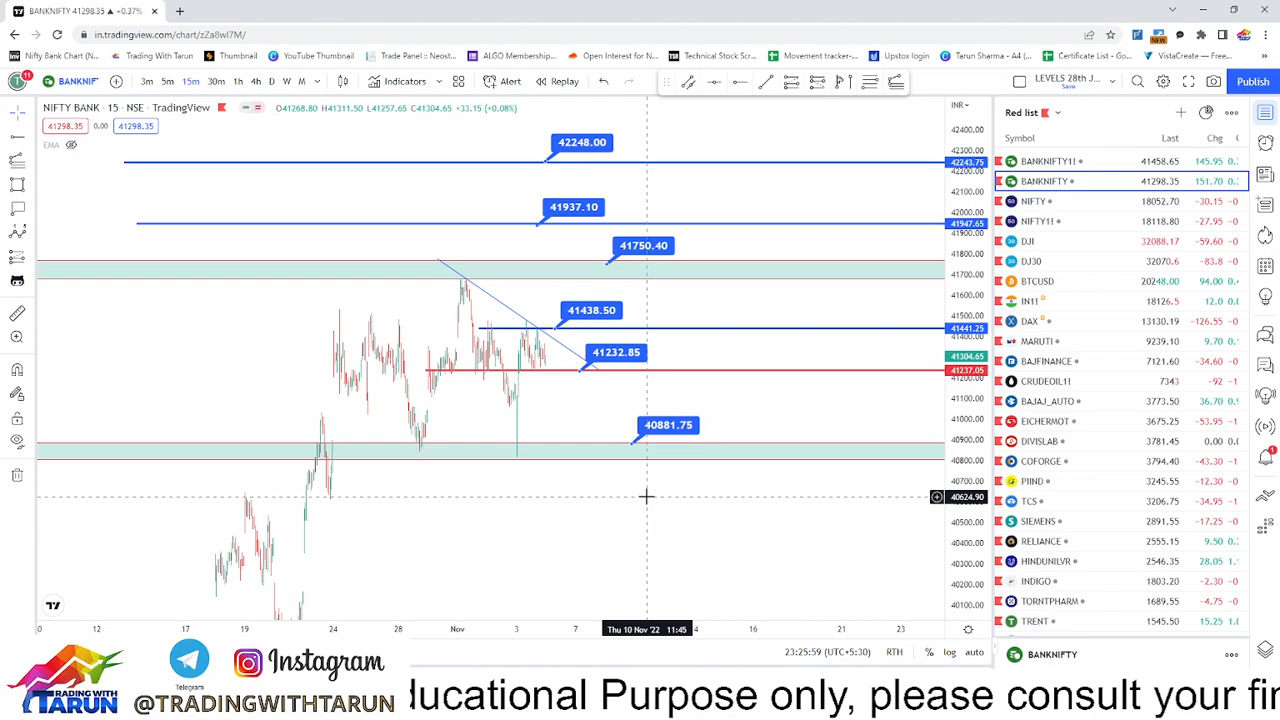 BANKNIFTY 41298.35 ▲ +0.37%
in.tradingview.com/chart/zZa8wI7M/
Nifty Bank Chart (N...
Trading With Tarun
Thumbnail
YouTube Thumbnail
Trade Panel :: Neot...
ALGO Membership...
Open Interest for N...
Technical Stock Scr...
Movement tracker-...
Upstox login
Tarun Sharma - A4 (...
Certificate List - G...
VistaCreate — Free...
11
BANKNIF
3m 5m 15m 30m 1h 4h D W M
Indicators
Alert
Replay
LEVELS 28th J...
Save
Publish
NIFTY BANK · 15 · NSE · TradingView
O41268.80 H41311.50 L41257.65 C41304.65 +33.15 (+0.08%)
41298.35 0.00 41298.35
EMA
INR
42400.00
42300.00
42248.00
42243.75
42200.00
42100.00
41937.10
42000.00
41947.65
41900.00
41750.40
41800.00
41700.00
41600.00
41438.50
41500.00
41441.25
41400.00
41232.85
41304.65
41237.05
41200.00
41100.00
41000.00
40881.75
40900.00
40800.00
40700.00
40624.90
40500.00
40400.00
40300.00
40200.00
40100.00
12 17 19 24 28 Nov 3 7 Thu 10 Nov '22 11:45 16 21 23
23:25:59 (UTC+5:30) RTH % log auto
Red list
Symbol Last Chg
BANKNIFTY1! 41458.65 145.95
BANKNIFTY 41298.35 151.70
NIFTY 18052.70 -30.15
NIFTY1! 18118.80 -27.95
DJI 32088.17 -59.60
DJ30 32070.6 -83.8
BTCUSD 20248.00 94.00
IN1! D 18126.5 12.0
DAX D 13130.19 -126.55
MARUTI 9239.10 9.70
BAJFINANCE 7121.60 -34.60
CRUDEOIL1! 7343 -92
BAJAJ_AUTO 3773.50 36.70
EICHERMOT 3675.25 -53.95
DIVISLAB 3781.45 0.00
COFORGE 3794.40 -43.30
PIIND 3245.55 -12.30
TCS 3206.75 -34.95
SIEMENS 2891.55 -17.25
RELIANCE 2555.15 9.50
HINDUNILVR 2546.35 28.05
INDIGO 1803.20 -2.30
TORNTPHARM 1689.55 -4.75
TRENT 1545.50 15.25
BANKNIFTY
TRADING WITH
TARUN
Telegram
Instagram
@TRADINGWITHTARUN
ducational Purpose only, please consult your fi